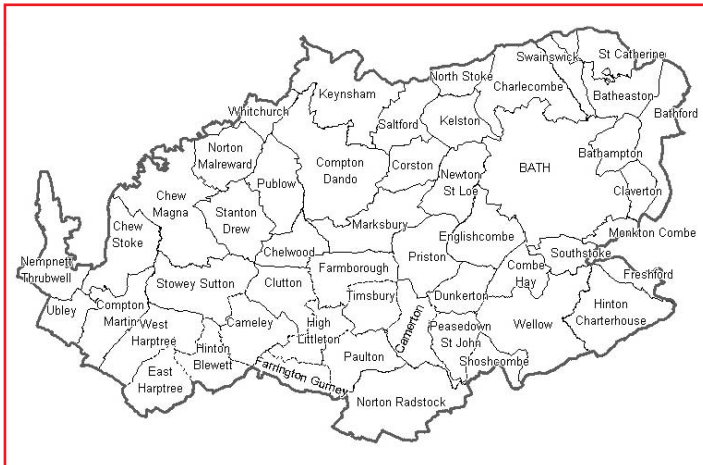 Swainswick
St Catherine
North Stoke
Keynsham
Charlecombe
Batheaston
Whitchurch
Saltford
Kelston
Bathford
Norton
Malreward
Compton
Dando
Corston
Bathampton
BATH
Publow
Newton
St Loe
Claverton
Chew
Magna
Stanton
Drew
Chew
Stoke
Marksbury
Englishcombe
Monkton Combe
Chelwood
Priston
Southstoke
Nempnett
Thrubwell
Farmborough
Combe
Hay
Freshford
Stowey Sutton
Clutton
Timsbury
Dunkerton
Hinton
Charterhouse
Ubley
Compton
Martin
West
Harptree
Cameley
High
Littleton
Camerton
Peasedown
St John
Wellow
Hinton
Blewett
Farrington Gurney
Paulton
Shoshcombe
East
Harptree
Norton Radstock